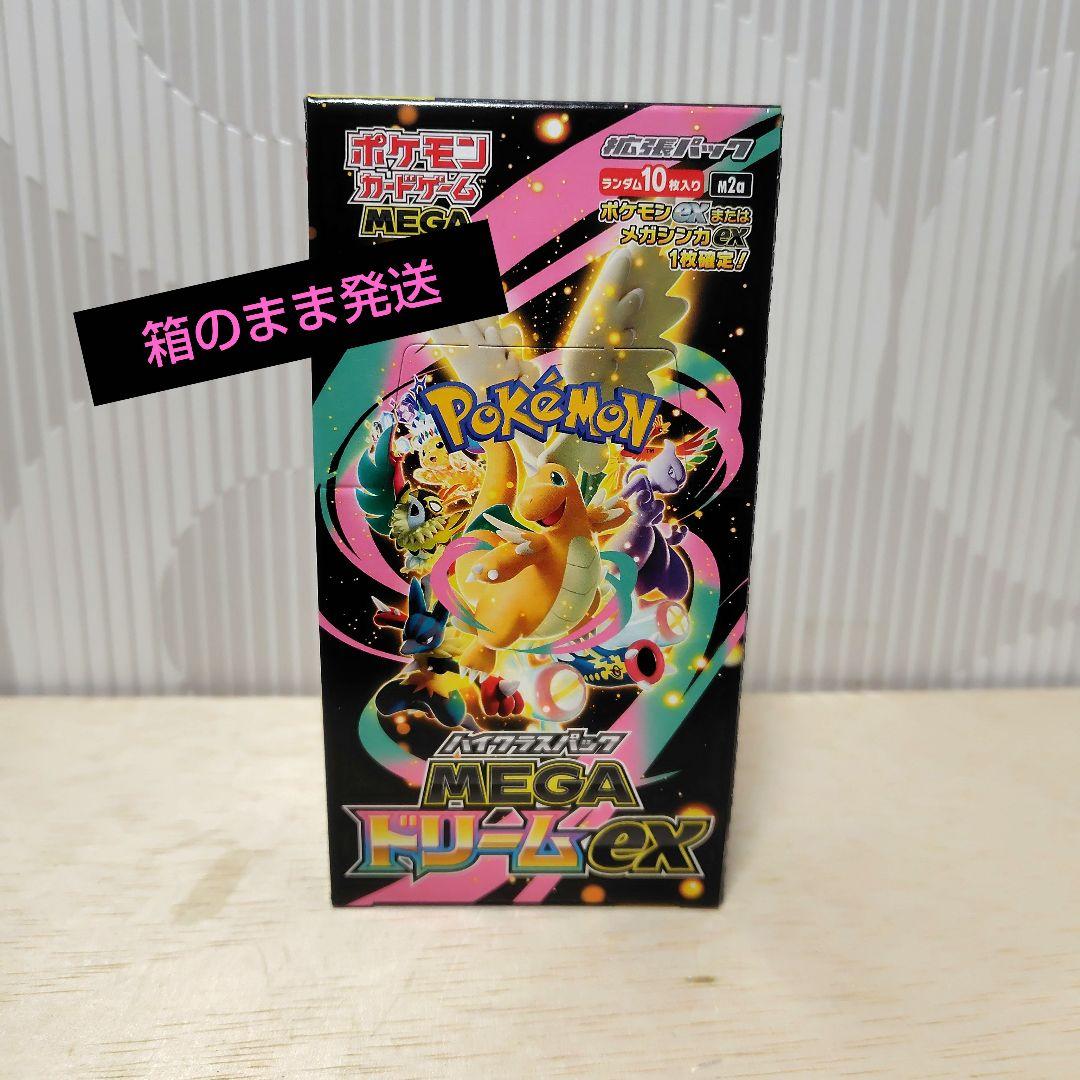 ポケモン
カードゲーム™
MEGA
拡張パック
ランダム10枚入り
M2a
ポケモンexまたは
メガシンカex
1枚確定!
箱のまま発送
POKéMON™
ハイクラスパック
MEGA
ドリームex